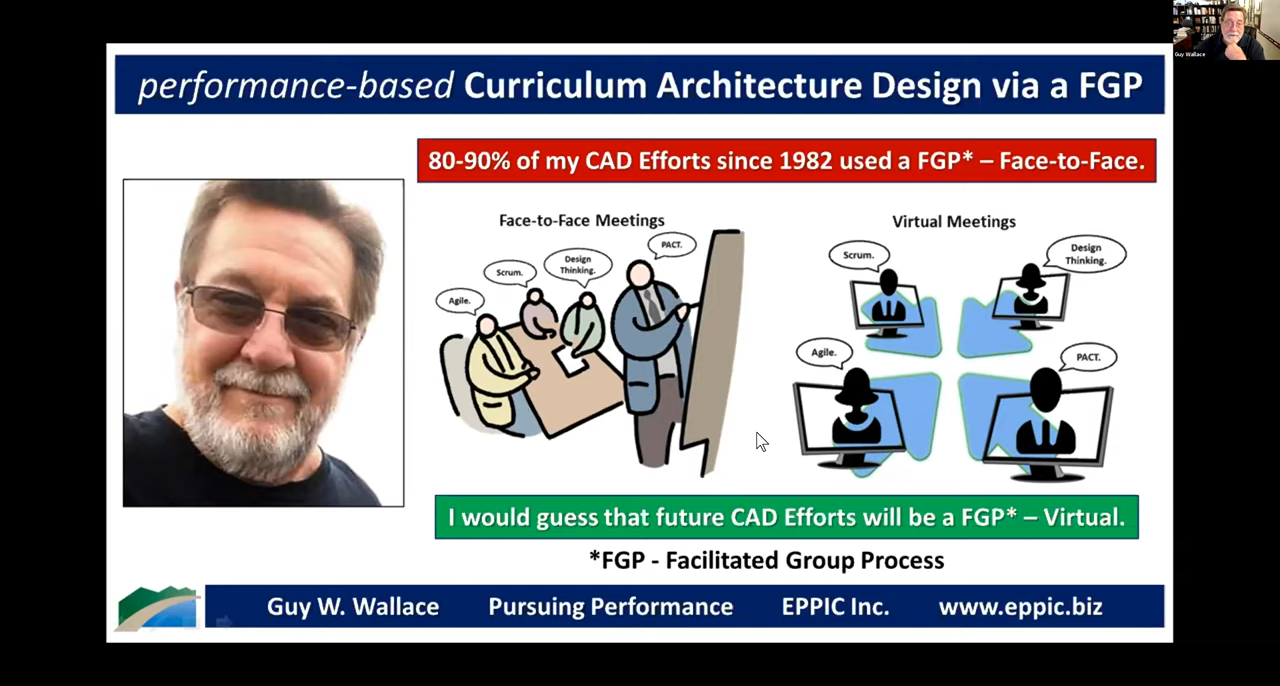 Guy Wallace
performance-based Curriculum Architecture Design via a FGP
80-90% of my CAD Efforts since 1982 used a FGP* – Face-to-Face.
Face-to-Face Meetings
Agile.
Scrum.
Design
Thinking.
PACT.
Virtual Meetings
Scrum.
Design
Thinking.
Agile.
PACT.
I would guess that future CAD Efforts will be a FGP* – Virtual.
*FGP - Facilitated Group Process
Guy W. Wallace Pursuing Performance EPPIC Inc. www.eppic.biz